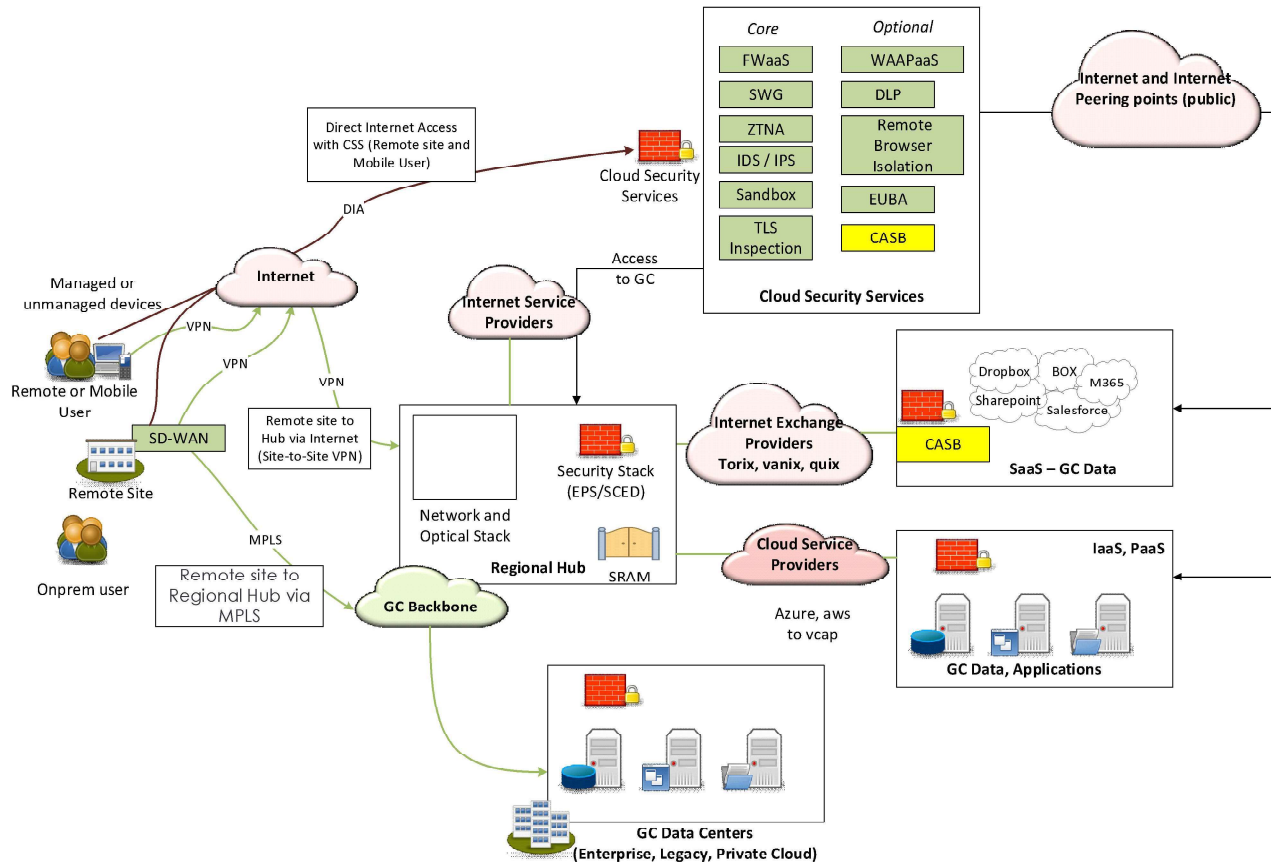 Core
Optional
FWaaS
WAAPaaS
SWG
DLP
ZTNA
Remote
Browser
Isolation
IDS / IPS
Sandbox
EUBA
TLS
Inspection
CASB
Cloud Security Services
Internet and Internet
Peering points (public)
Direct Internet Access
with CSS (Remote site and
Mobile User)
Cloud Security
Services
DIA
Internet
Access
to GC
Managed or
unmanaged devices
VPN
Remote or Mobile
User
VPN
VPN
Internet Service
Providers
SD-WAN
Remote Site
Remote site to
Hub via Internet
(Site-to-Site VPN)
Security Stack
(EPS/SCED)
Network and
Optical Stack
Regional Hub
SRAM
Internet Exchange
Providers
Torix, vanix, quix
Dropbox
BOX
M365
Sharepoint
Salesforce
CASB
SaaS – GC Data
MPLS
Onprem user
Remote site to
Regional Hub via
MPLS
GC Backbone
Cloud Service
Providers
Azure, aws
to vcap
IaaS, PaaS
GC Data, Applications
GC Data Centers
(Enterprise, Legacy, Private Cloud)